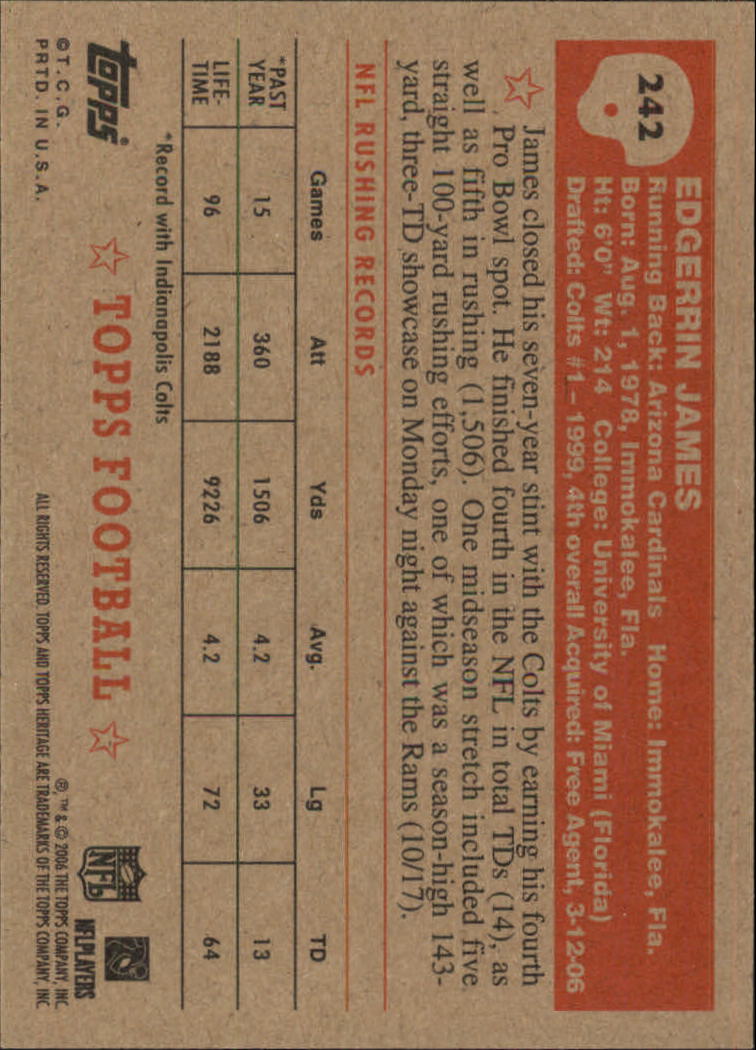 242
EDGERRIN JAMES
Running Back: Arizona Cardinals Home: Immokalee, Fla.
Born: Aug. 1, 1978, Immokalee, Fla.
Ht: 6'0" Wt: 214 College: University of Miami (Florida)
Drafted: Colts #1 – 1999, 4th overall Acquired: Free Agent, 3-12-06
James closed his seven-year stint with the Colts by earning his fourth
Pro Bowl spot. He finished fourth in the NFL in total TDs (14), as
well as fifth in rushing (1,506). One midseason stretch included five
straight 100-yard rushing efforts, one of which was a season-high 143-
yard, three-TD showcase on Monday night against the Rams (10/17).
NFL RUSHING RECORDS
Games Att Yds Avg. Lg TD
*PAST
YEAR 15 360 1506 4.2 33 13
LIFE-
TIME 96 2188 9226 4.2 72 64
*Record with Indianapolis Colts
topps®
TOPPS FOOTBALL
NFL
NFLPLAYERS
©T.C.G.
PRTD. IN U.S.A.
®, ™ & © 2006 THE TOPPS COMPANY, INC
ALL RIGHTS RESERVED. TOPPS AND TOPPS HERITAGE ARE TRADEMARKS OF THE TOPPS COMPANY, INC